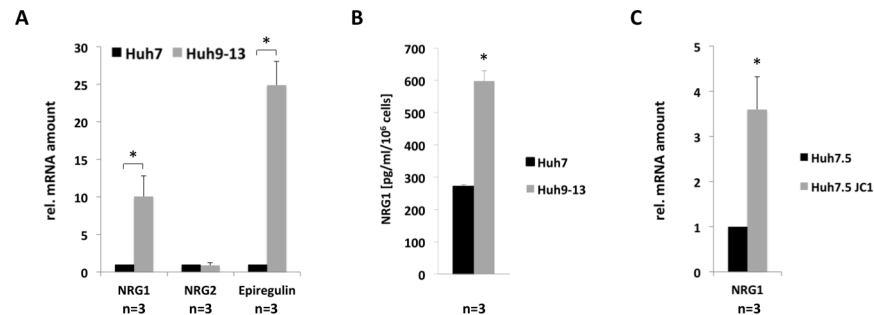 A
Huh7 Huh9-13
rel. mRNA amount
30
25
20
15
10
5
0
*
*
NRG1 NRG2 Epiregulin
n=3 n=3 n=3
B
NRG1 [pg/ml/10⁶ cells]
700
600
500
400
300
200
100
0
*
Huh7
Huh9-13
n=3
C
rel. mRNA amount
5
4
3
2
1
0
*
Huh7.5
Huh7.5 JC1
NRG1
n=3